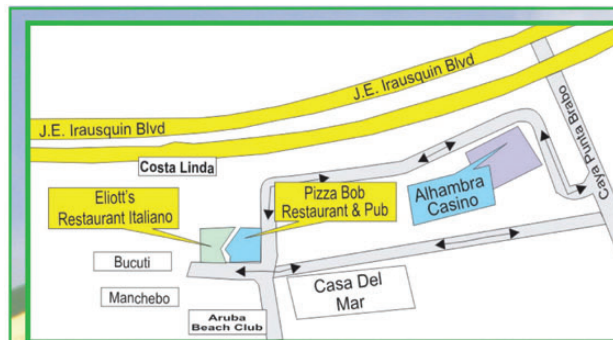 J.E. Irausquin Blvd
J.E. Irausquin Blvd
Caya Punta Brabo
Costa Linda
Eliott's
Restaurant Italiano
Pizza Bob
Restaurant & Pub
Alhambra
Casino
Bucuti
Manchebo
Casa Del
Mar
Aruba
Beach Club